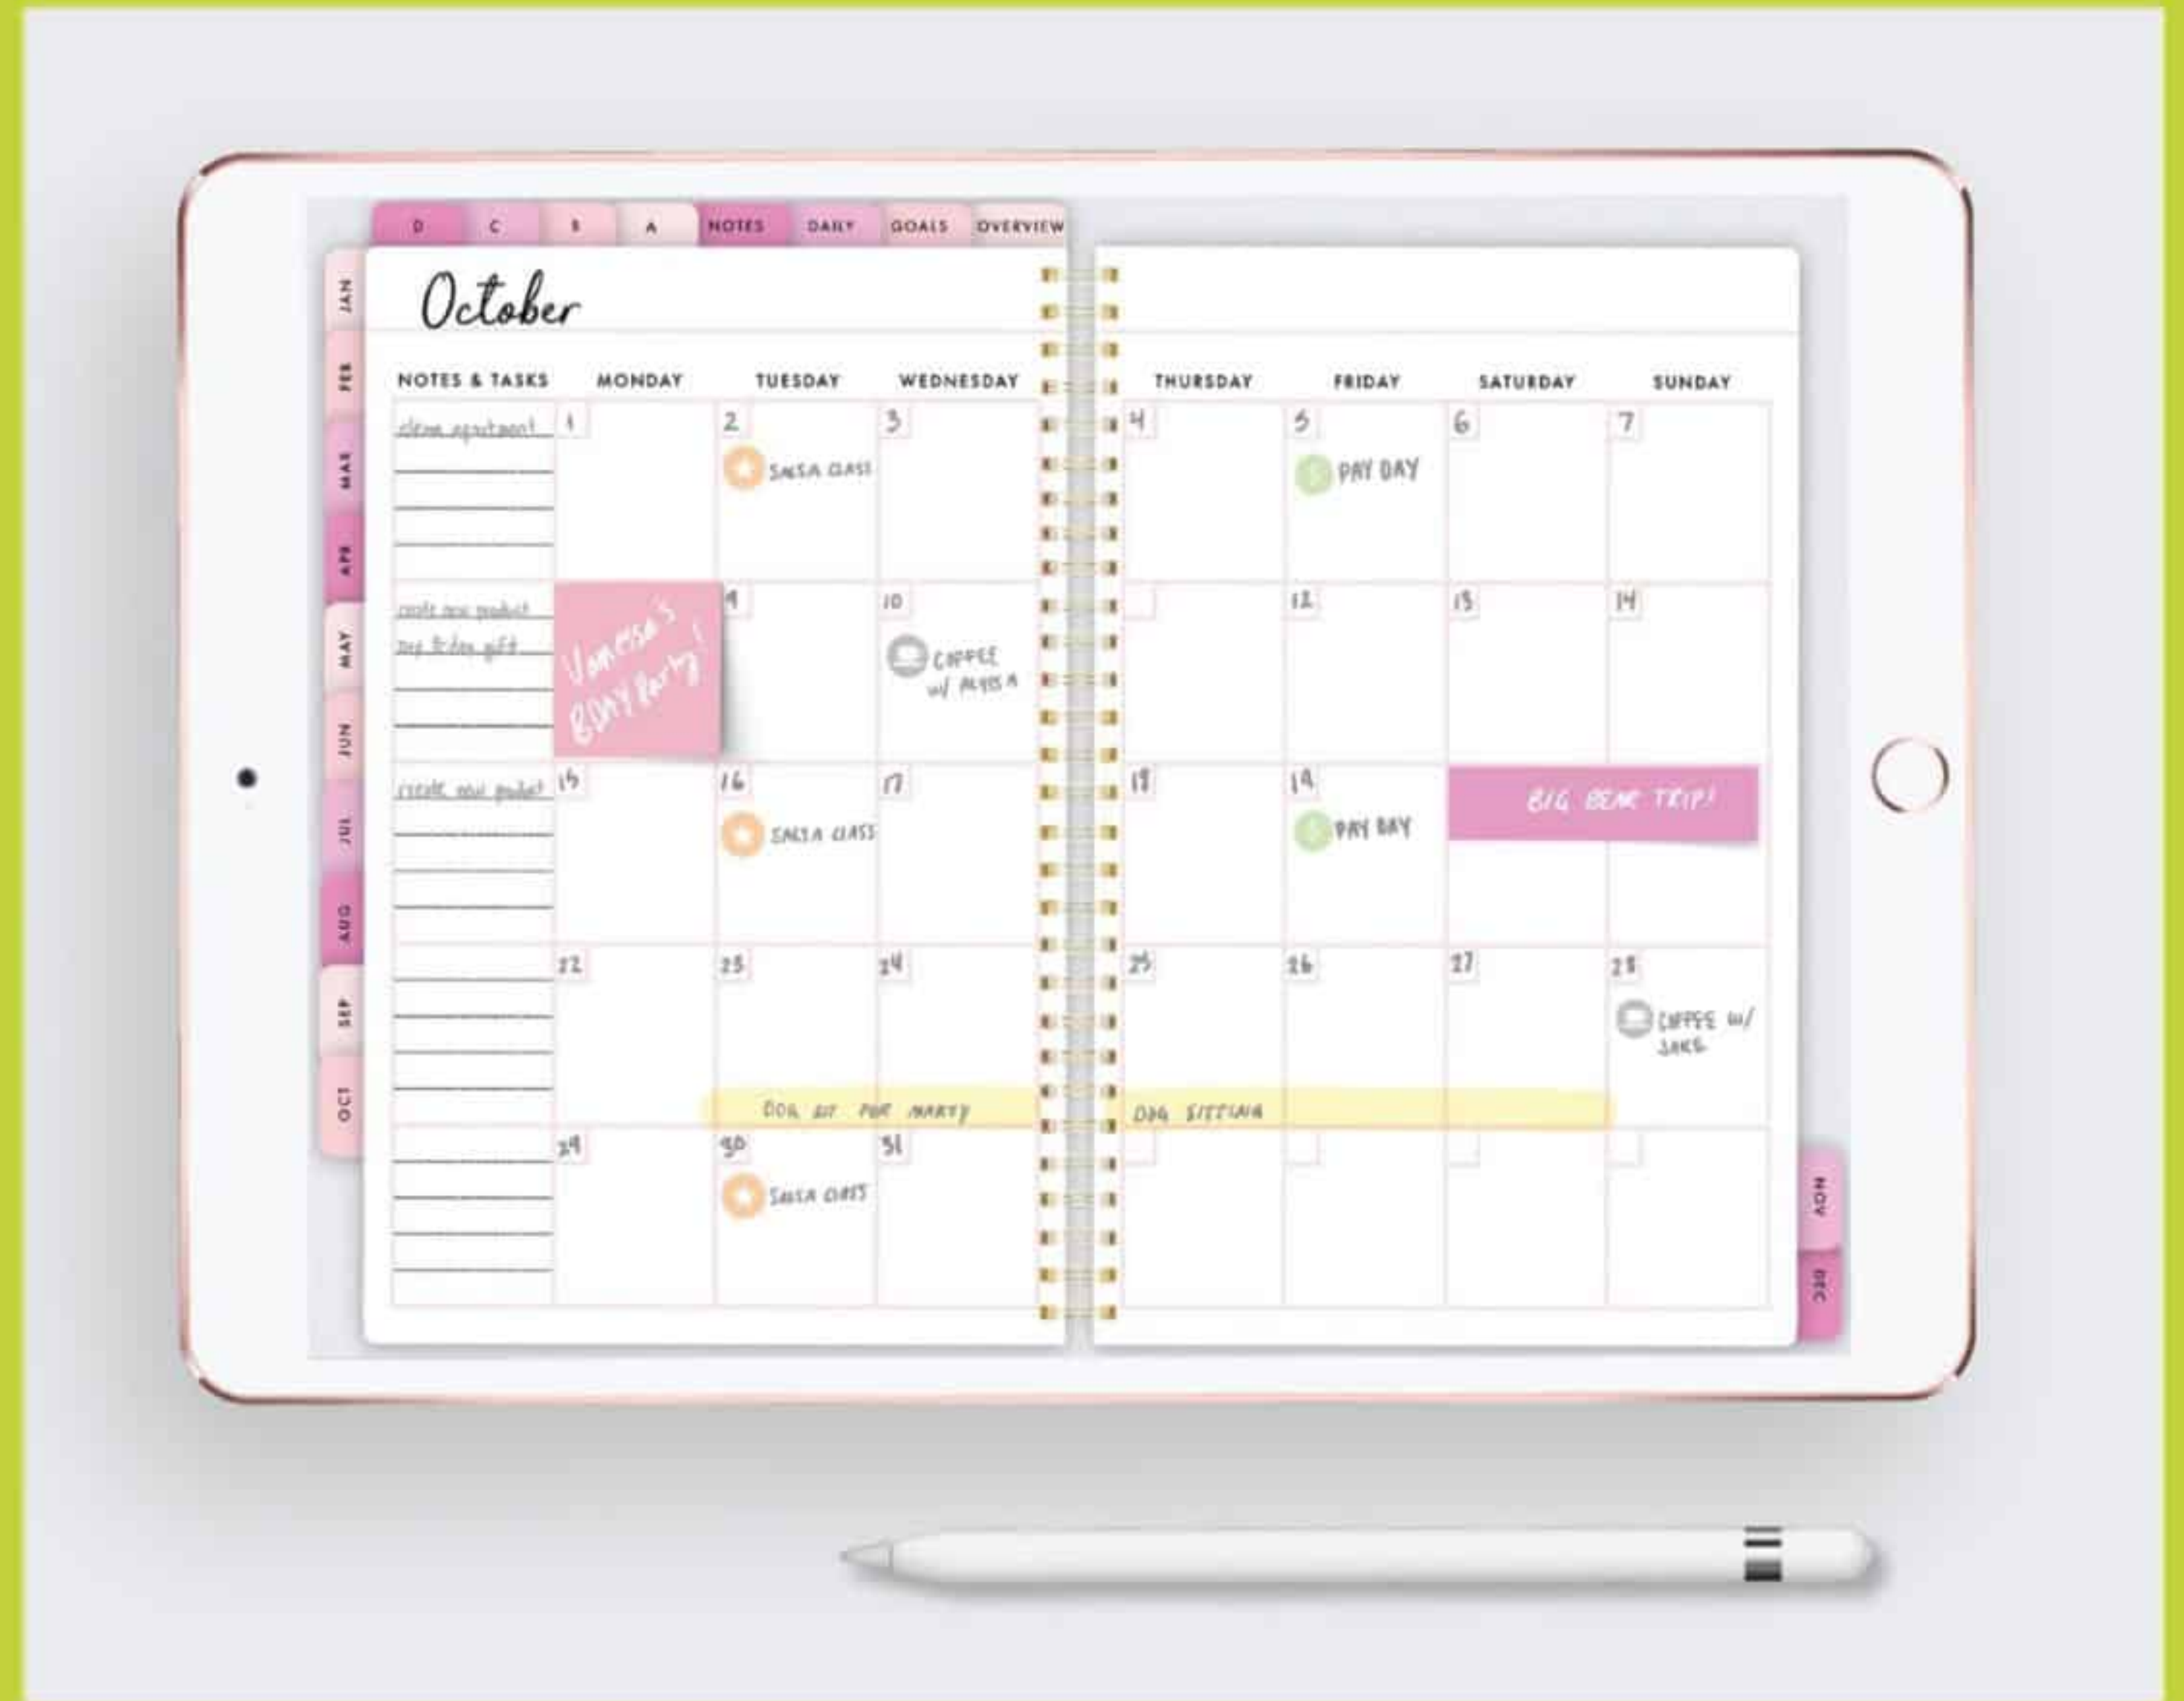 D C B A NOTES DAILY GOALS OVERVIEW
JAN
FEB
MAR
APR
MAY
JUN
JUL
AUG
SEP
OCT
October
NOTES & TASKS MONDAY TUESDAY WEDNESDAY THURSDAY FRIDAY SATURDAY SUNDAY
clean apartment 1 2 3 4 5 6 7
SALSA CLASS PAY DAY
create new product 9 10 12 13 14
gift
Vanessa's
BDAY Party!
COFFEE
w/ ALYSSA
create new product 15 16 17 18 19 BIG BEAR TRIP!
SALSA CLASS PAY DAY
22 23 24 25 26 27 28
COFFEE w/
JAKE
DOG SIT FOR MARTY DOG SITTING
29 30 31
SALSA CLASS
NOV
DEC